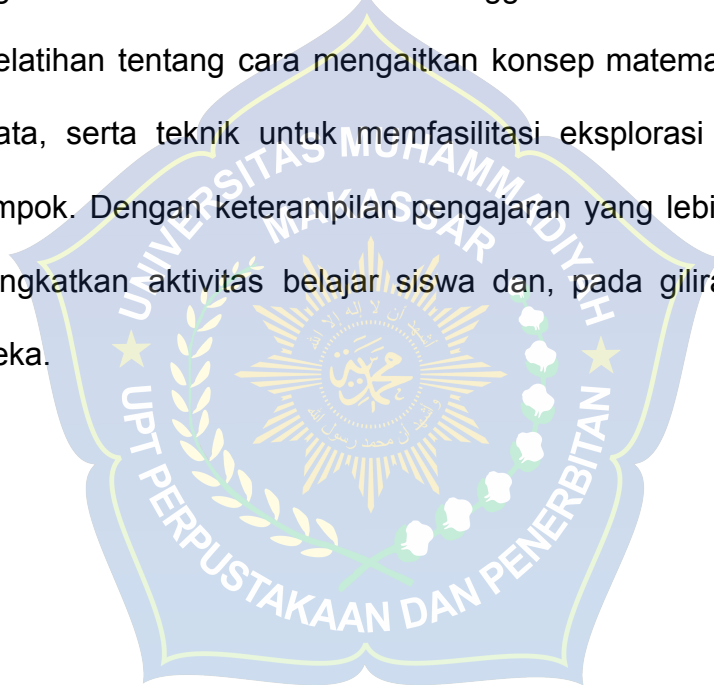 elatihan tentang cara mengaitkan konsep matema
ata, serta teknik untuk memfasilitasi eksplorasi
mpok. Dengan keterampilan pengajaran yang lebi
ngkatkan aktivitas belajar siswa dan, pada gilira
eka.
UNIVERSITAS MUHAMMADIYAH
MAKASSAR
UPT PERPUSTAKAAN DAN PENERBITAN